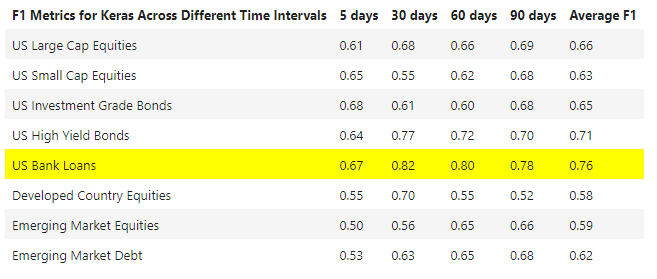 F1 Metrics for Keras Across Different Time Intervals 5 days 30 days 60 days 90 days Average F1
US Large Cap Equities 0.61 0.68 0.66 0.69 0.66
US Small Cap Equities 0.65 0.55 0.62 0.68 0.63
US Investment Grade Bonds 0.68 0.61 0.60 0.68 0.65
US High Yield Bonds 0.64 0.77 0.72 0.70 0.71
US Bank Loans 0.67 0.82 0.80 0.78 0.76
Developed Country Equities 0.55 0.70 0.55 0.52 0.58
Emerging Market Equities 0.50 0.56 0.65 0.66 0.59
Emerging Market Debt 0.53 0.63 0.65 0.68 0.62